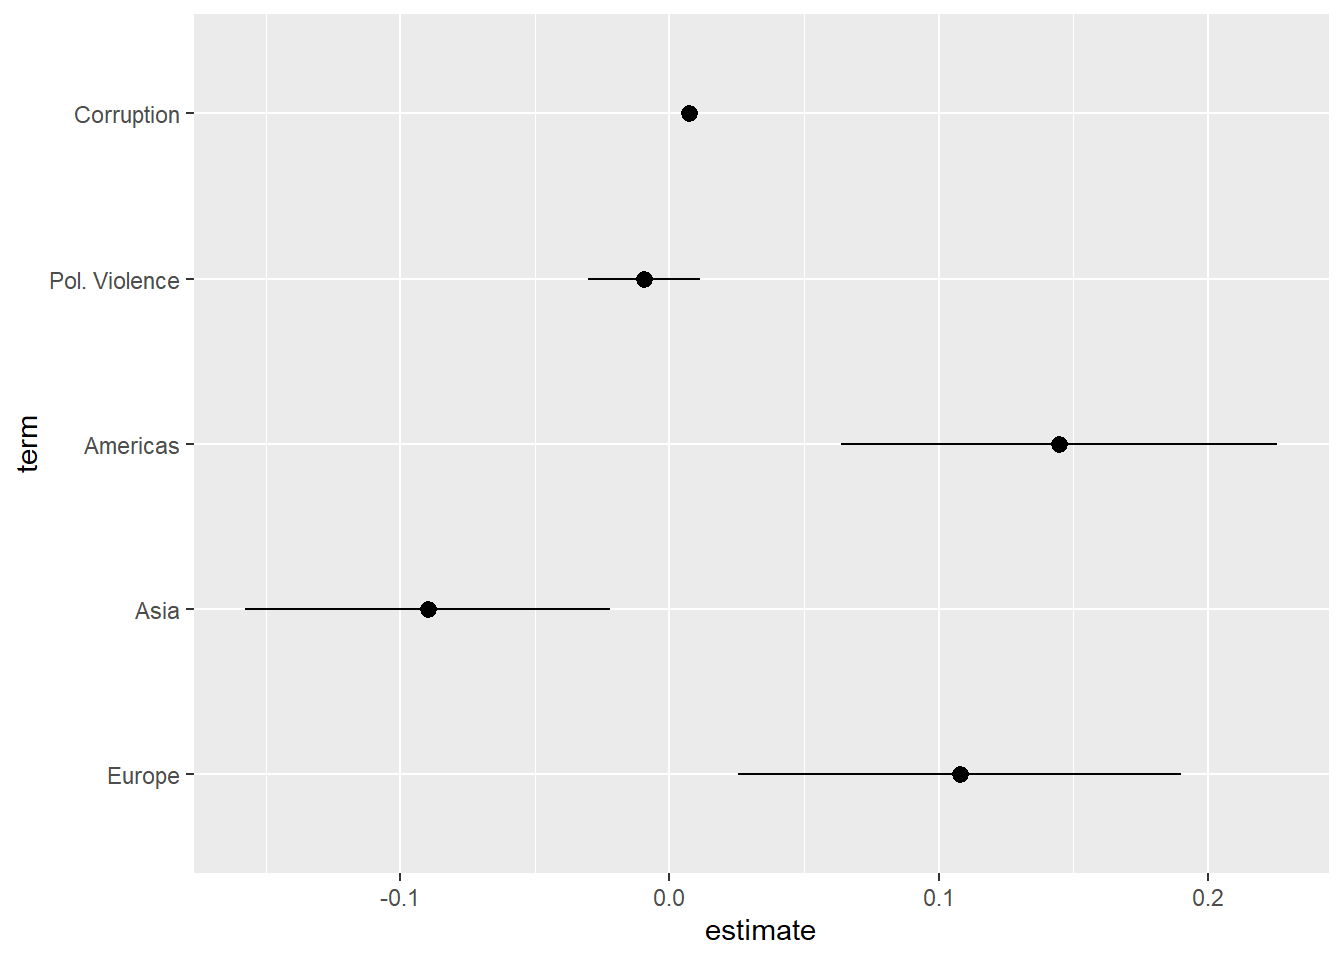 Corruption
Pol. Violence
Americas
Asia
Europe
term
-0.1 0.0 0.1 0.2
estimate